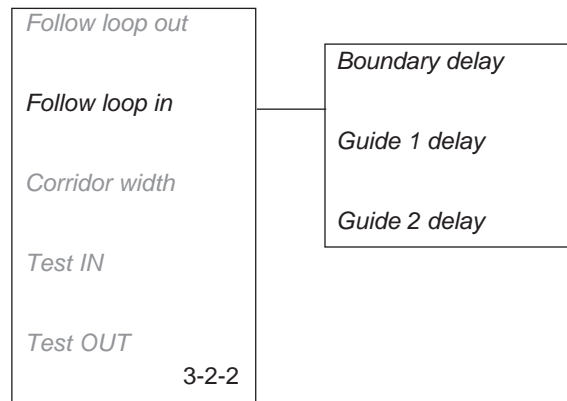 Follow loop out
Follow loop in
Corridor width
Test IN
Test OUT
3-2-2
Boundary delay
Guide 1 delay
Guide 2 delay